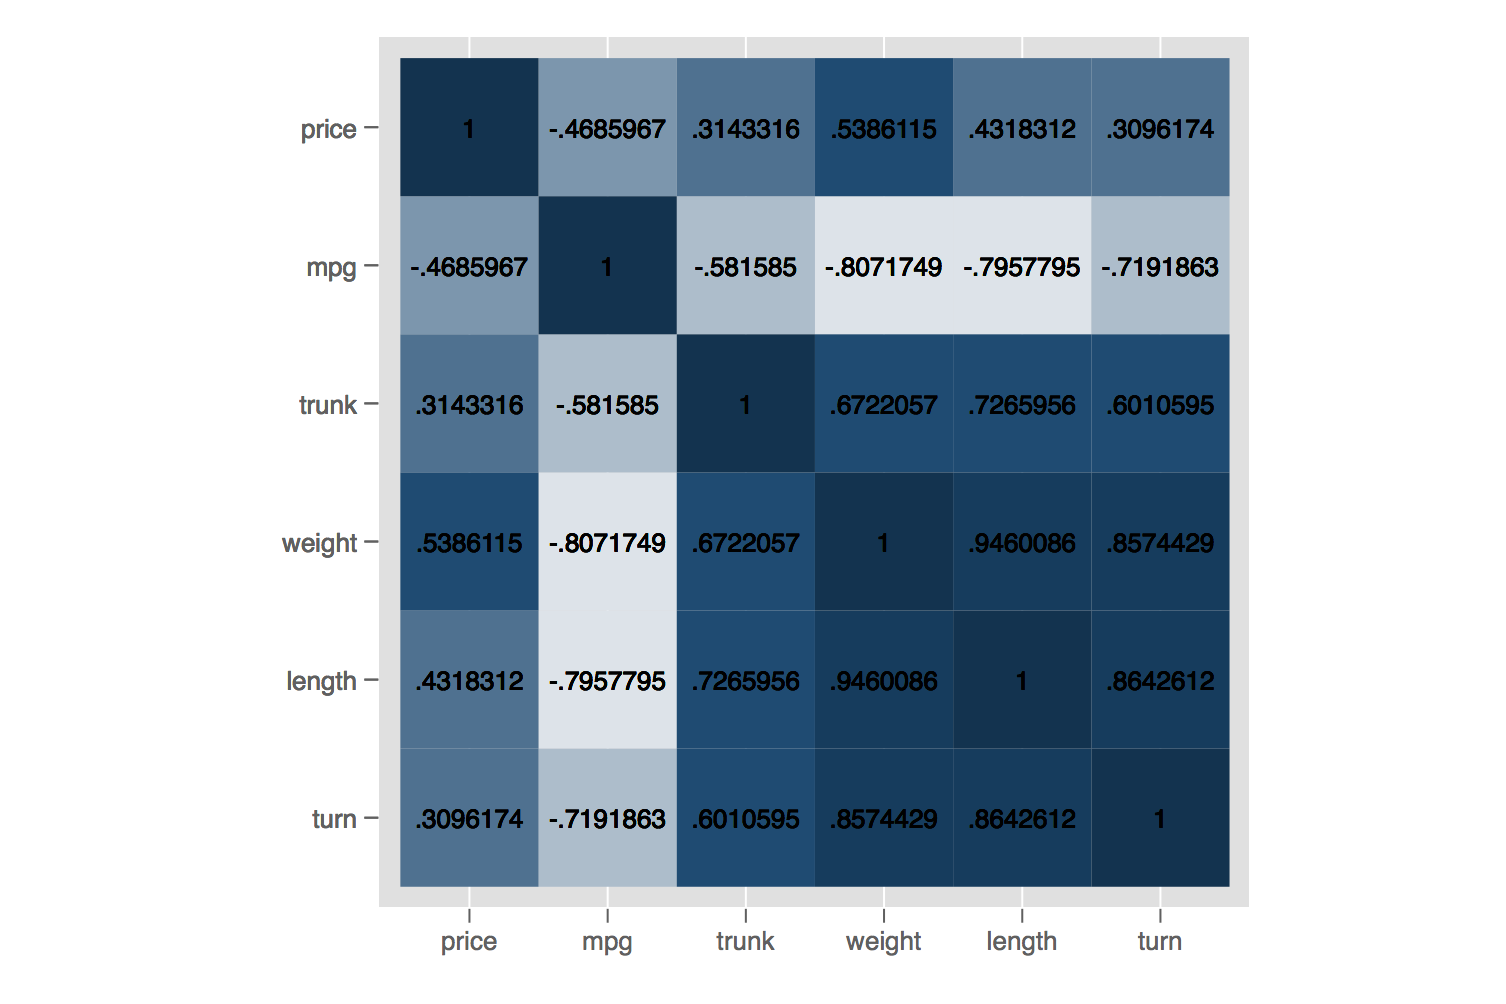 price 1 -.4685967 .3143316 .5386115 .4318312 .3096174
mpg -.4685967 1 -.581585 -.8071749 -.7957795 -.7191863
trunk .3143316 -.581585 1 .6722057 .7265956 .6010595
weight .5386115 -.8071749 .6722057 1 .9460086 .8574429
length .4318312 -.7957795 .7265956 .9460086 1 .8642612
turn .3096174 -.7191863 .6010595 .8574429 .8642612 1
price mpg trunk weight length turn